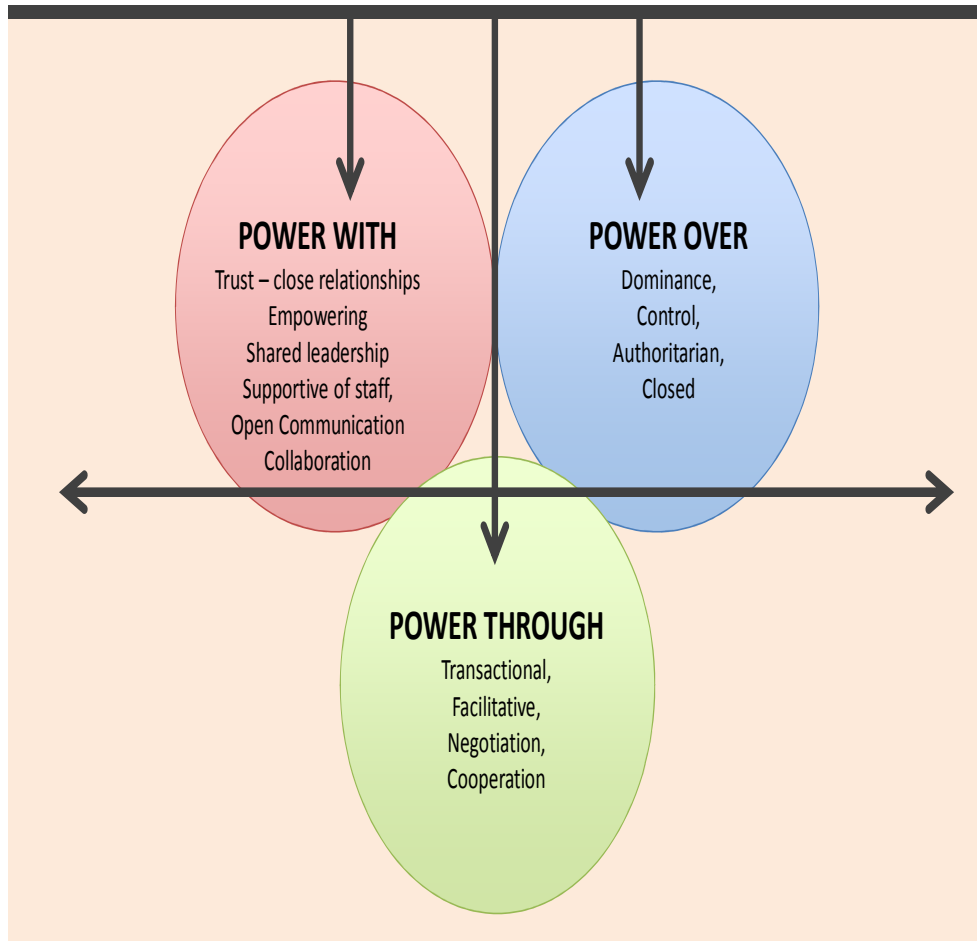 POWER WITH
Trust – close relationships
Empowering
Shared leadership
Supportive of staff,
Open Communication
Collaboration
POWER OVER
Dominance,
Control,
Authoritarian,
Closed
POWER THROUGH
Transactional,
Facilitative,
Negotiation,
Cooperation